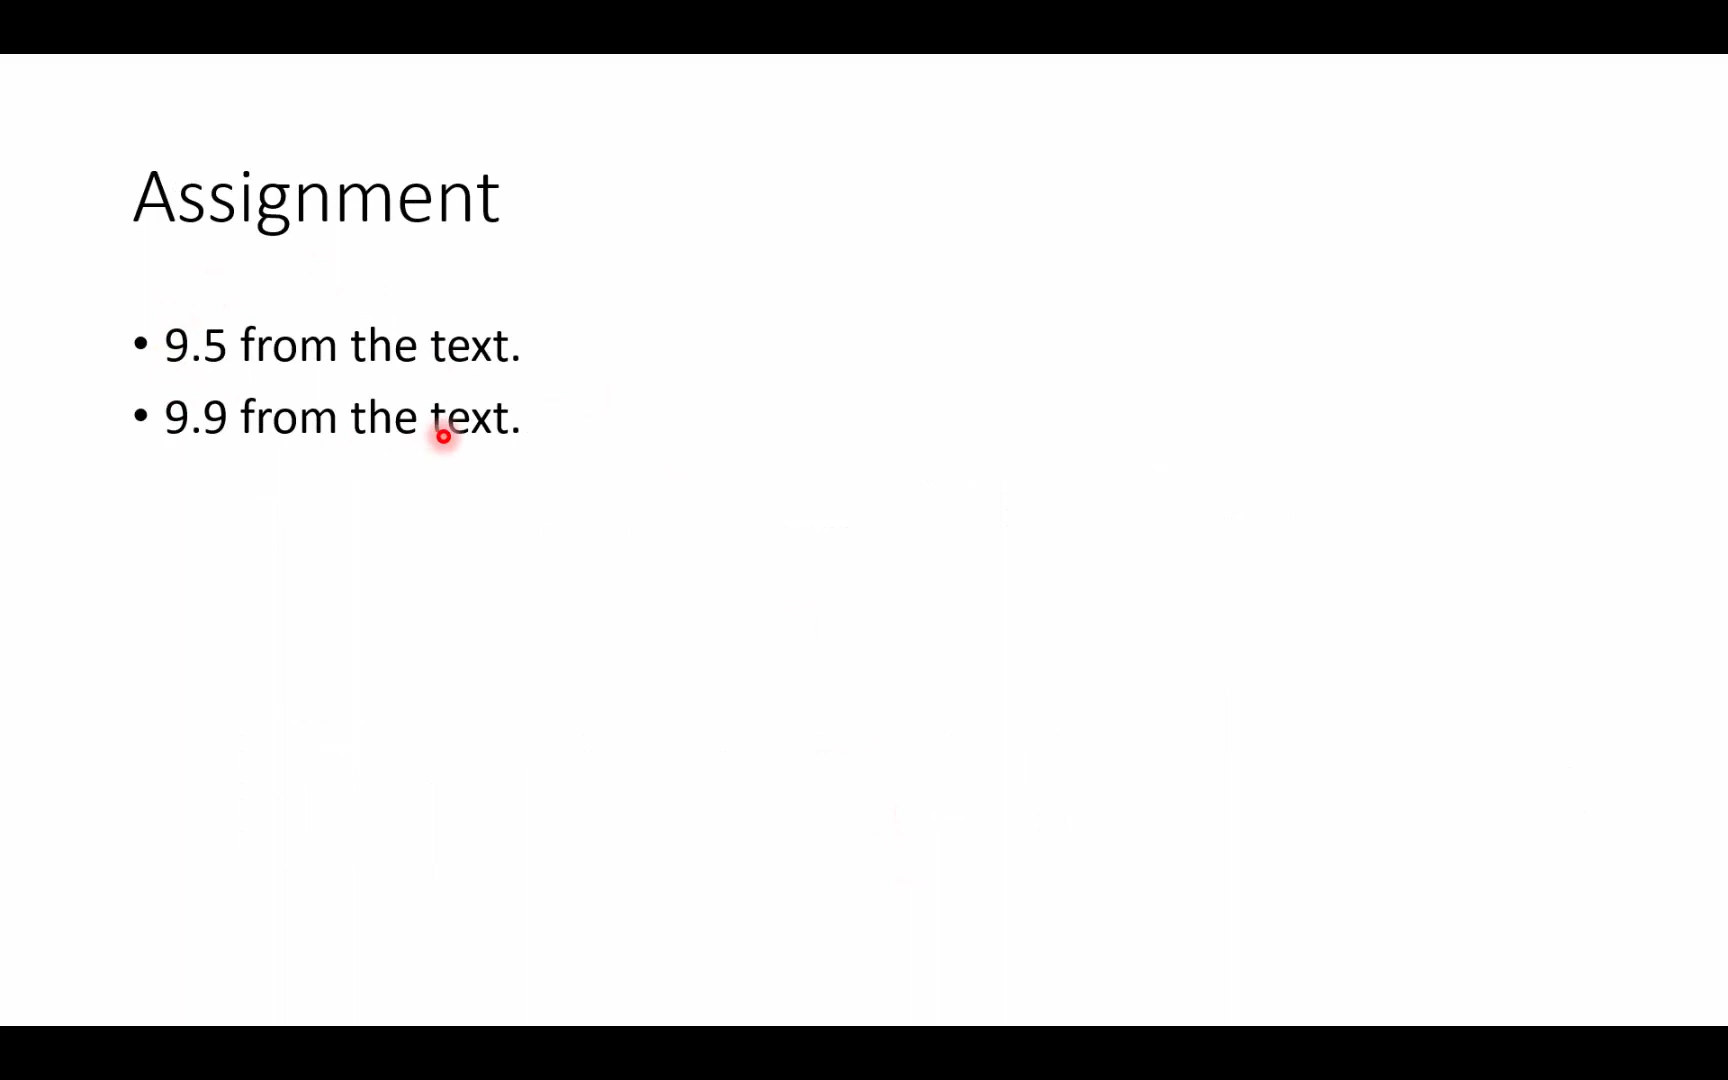 Assignment
• 9.5 from the text.
• 9.9 from the text.